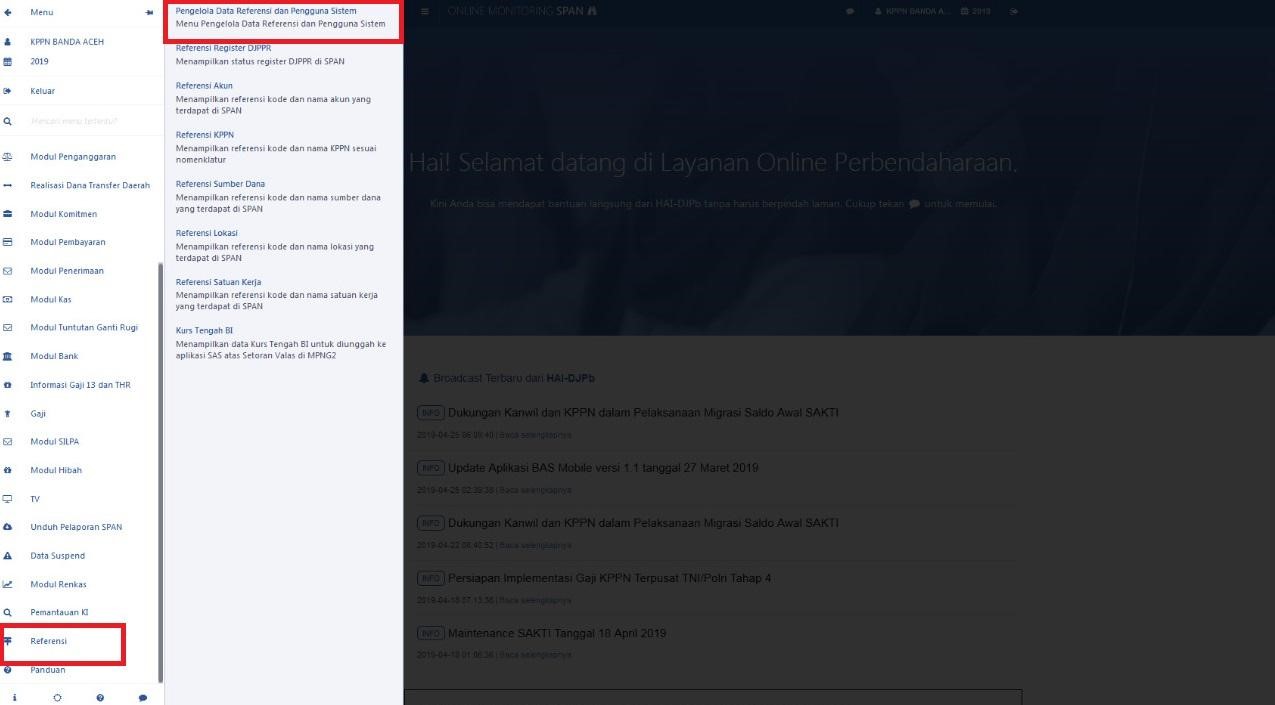 Menu
KPPN BANDA ACEH
2019
Keluar
Mencari menu tertentu?
Modul Penganggaran
Realisasi Dana Transfer Daerah
Modul Komitmen
Modul Pembayaran
Modul Penerimaan
Modul Kas
Modul Tuntutan Ganti Rugi
Modul Bank
Informasi Gaji 13 dan THR
Gaji
Modul SILPA
Modul Hibah
TV
Unduh Pelaporan SPAN
Data Suspend
Modul Renkas
Pemantauan KI
Referensi
Panduan
Pengelola Data Referensi dan Pengguna Sistem
Menu Pengelola Data Referensi dan Pengguna Sistem
Referensi Register DJPPR
Menampilkan status register DJPPR di SPAN
Referensi Akun
Menampilkan referensi kode dan nama akun yang
terdapat di SPAN
Referensi KPPN
Menampilkan referensi kode dan nama KPPN sesuai
nomenklatur
Referensi Sumber Dana
Menampilkan referensi kode dan nama sumber dana
yang terdapat di SPAN
Referensi Lokasi
Menampilkan referensi kode dan nama lokasi yang
terdapat di SPAN
Referensi Satuan Kerja
Menampilkan referensi kode dan nama satuan kerja
yang terdapat di SPAN
Kurs Tengah BI
Menampilkan data Kurs Tengah BI untuk diunggah ke
aplikasi SAS atas Setoran Valas di MPNG2
ONLINE MONITORING SPAN
KPPN BANDA A... 2019
Hai! Selamat datang di Layanan Online Perbendaharaan.
Kini Anda bisa mendapat bantuan langsung dari HAI-DJPb tanpa harus berpindah laman. Cukup tekan untuk memulai.
Broadcast Terbaru dari HAI-DJPb
INFO Dukungan Kanwil dan KPPN dalam Pelaksanaan Migrasi Saldo Awal SAKTI
2019-04-25 06:09:40 | Baca selengkapnya
INFO Update Aplikasi BAS Mobile versi 1.1 tanggal 27 Maret 2019
2019-04-25 02:39:38 | Baca selengkapnya
INFO Dukungan Kanwil dan KPPN dalam Pelaksanaan Migrasi Saldo Awal SAKTI
2019-04-22 08:40:52 | Baca selengkapnya
INFO Persiapan Implementasi Gaji KPPN Terpusat TNI/Polri Tahap 4
2019-04-18 07:13:36 | Baca selengkapnya
INFO Maintenance SAKTI Tanggal 18 April 2019
2019-04-18 01:06:36 | Baca selengkapnya